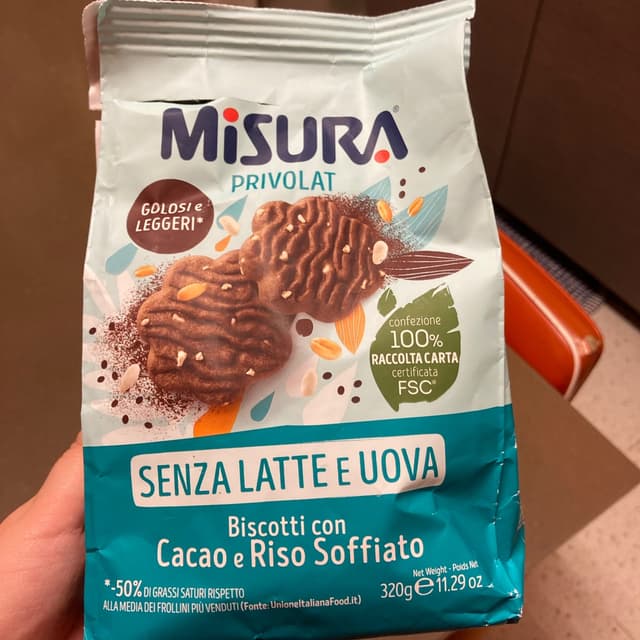 MiSURA®
PRIVOLAT
GOLOSI e
LEGGERI*
confezione
100%
RACCOLTA CARTA
certificata
FSC®
SENZA LATTE E UOVA
Biscotti con
Cacao e Riso Soffiato
*-50% DI GRASSI SATURI RISPETTO
ALLA MEDIA DEI FROLLINI PIÙ VENDUTI (Fonte: UnioneItalianaFood.it)
Net Weight - Poids Net
320g e 11.29 oz